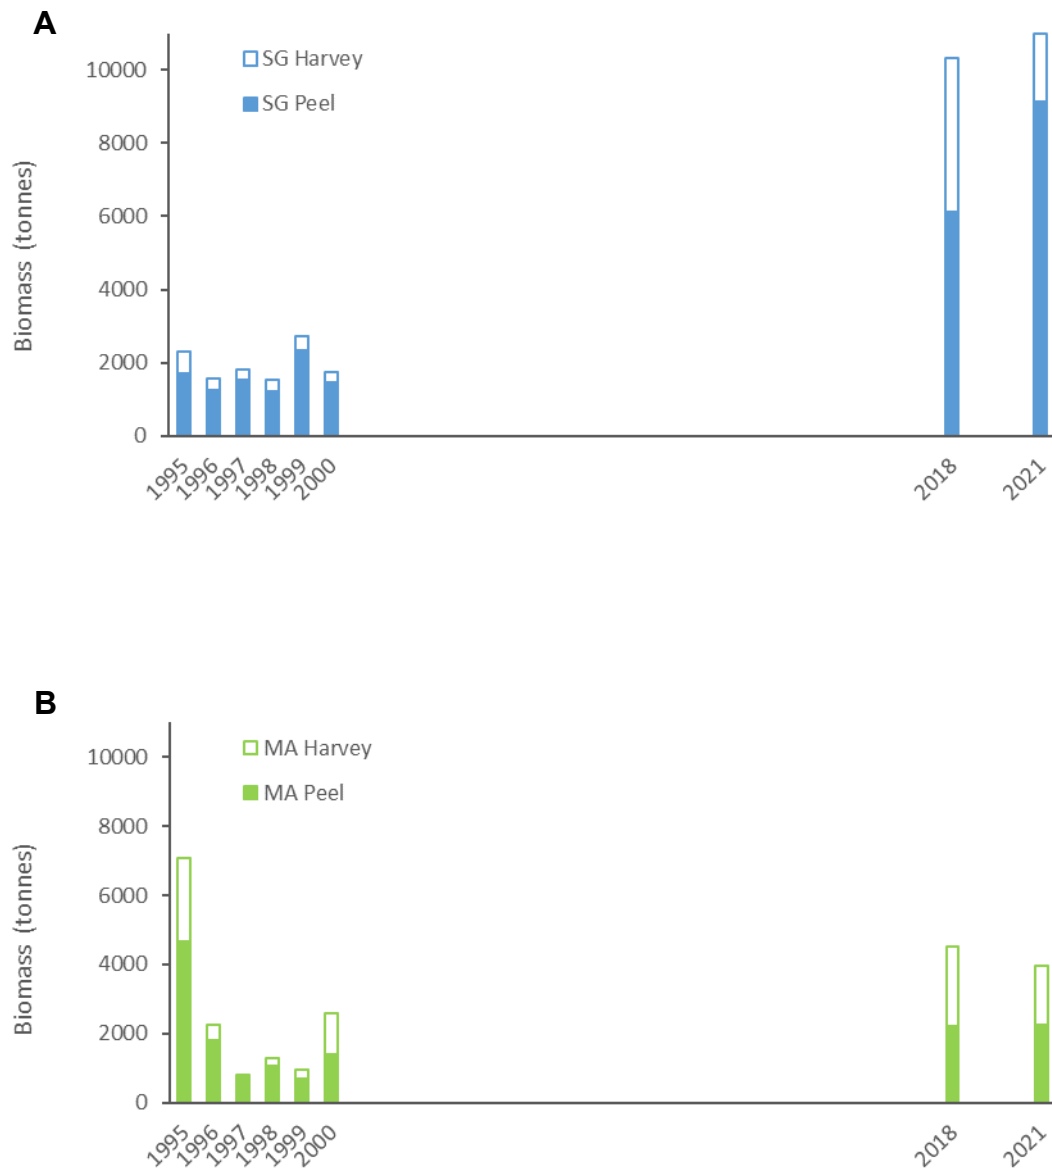 A
SG Harvey
SG Peel
Biomass (tonnes)
10000
8000
6000
4000
2000
0
1995 1996 1997 1998 1999 2000 2018 2021
B
MA Harvey
MA Peel
Biomass (tonnes)
10000
8000
6000
4000
2000
0
1995 1996 1997 1998 1999 2000 2018 2021